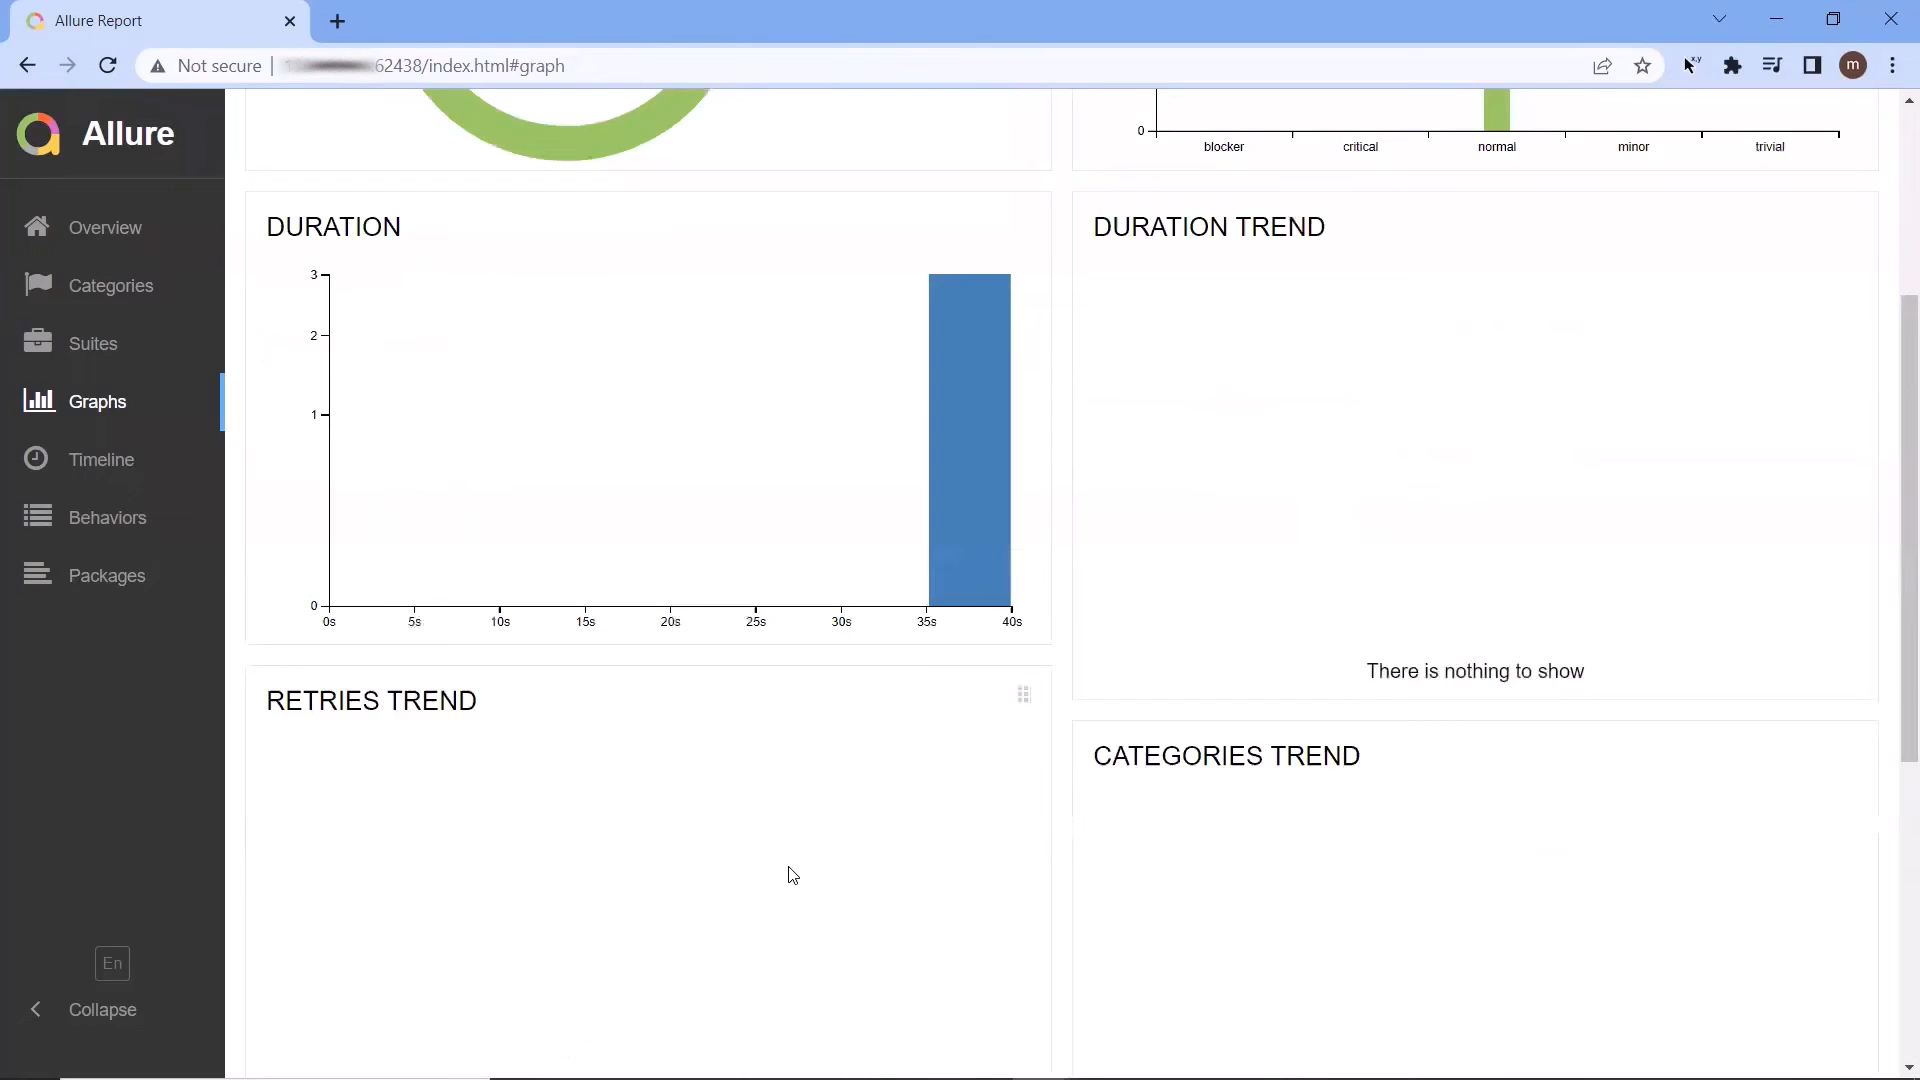 Allure Report
Not secure 62438/index.html#graph
m
Allure
Overview
Categories
Suites
Graphs
Timeline
Behaviors
Packages
En
Collapse
0
blocker critical normal minor trivial
DURATION
3
2
1
0
0s 5s 10s 15s 20s 25s 30s 35s 40s
DURATION TREND
There is nothing to show
RETRIES TREND
CATEGORIES TREND